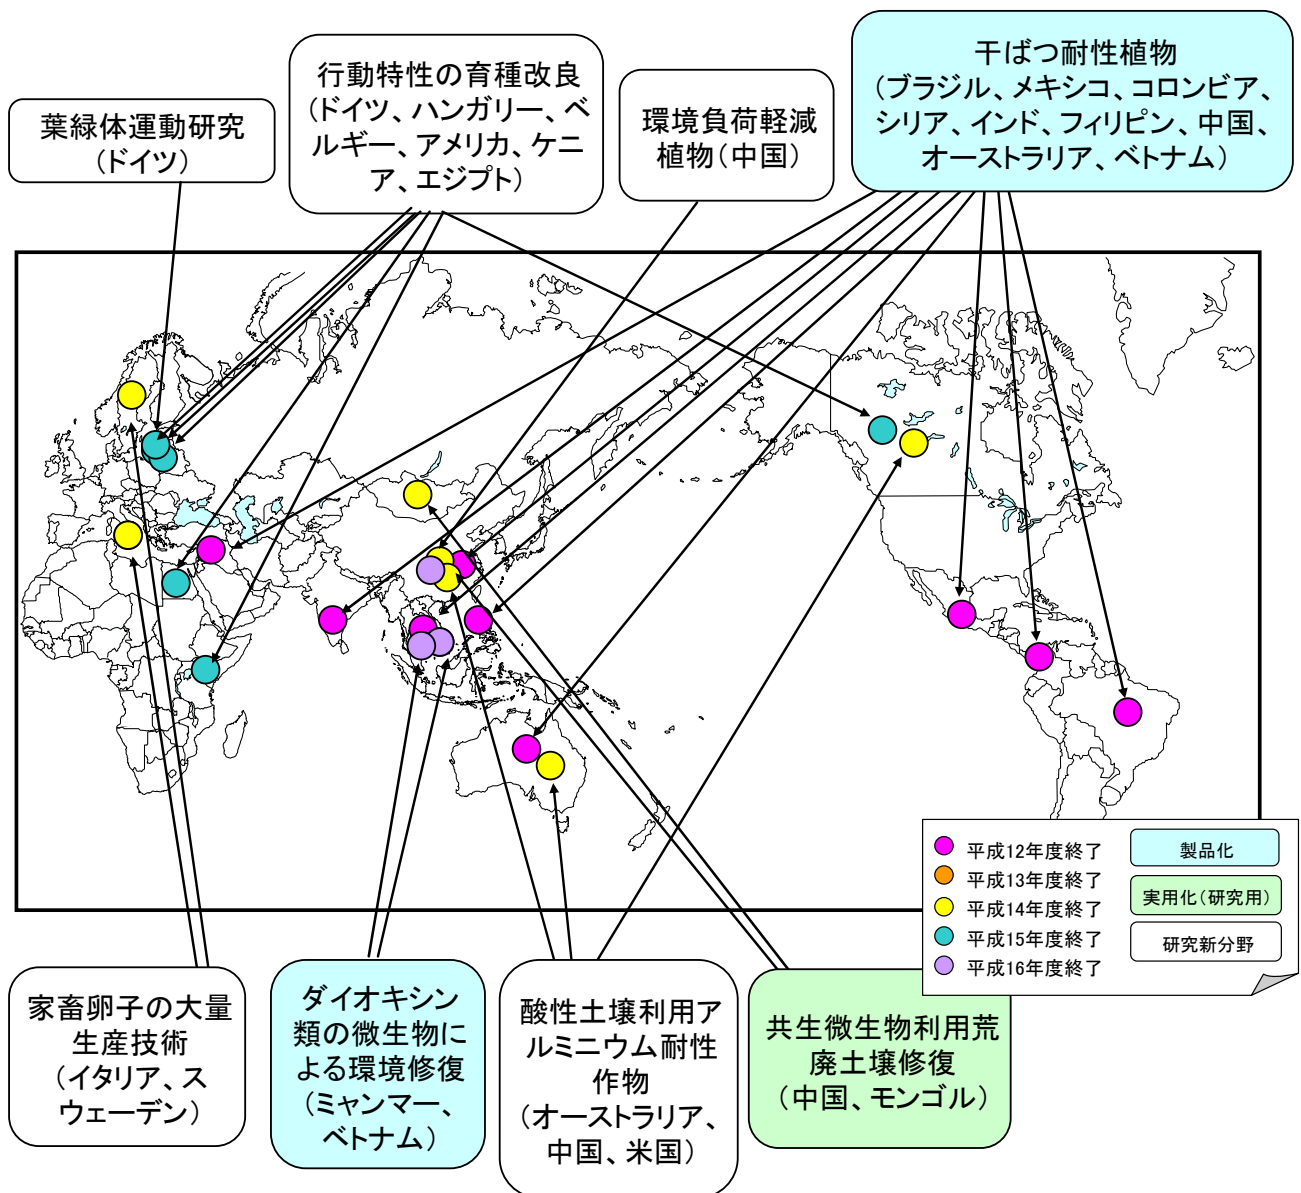 葉緑体運動研究
(ドイツ)
行動特性の育種改良
(ドイツ、ハンガリー、ベ
ルギー、アメリカ、ケニ
ア、エジプト)
環境負荷軽減
植物(中国)
干ばつ耐性植物
(ブラジル、メキシコ、コロンビア、
シリア、インド、フィリピン、中国、
オーストラリア、ベトナム)
平成12年度終了
平成13年度終了
平成14年度終了
平成15年度終了
平成16年度終了
製品化
実用化(研究用)
研究新分野
家畜卵子の大量
生産技術
(イタリア、ス
ウェーデン)
ダイオキシン
類の微生物に
よる環境修復
(ミャンマー、
ベトナム)
酸性土壌利用ア
ルミニウム耐性
作物
(オーストラリア、
中国、米国)
共生微生物利用荒
廃土壌修復
(中国、モンゴル)